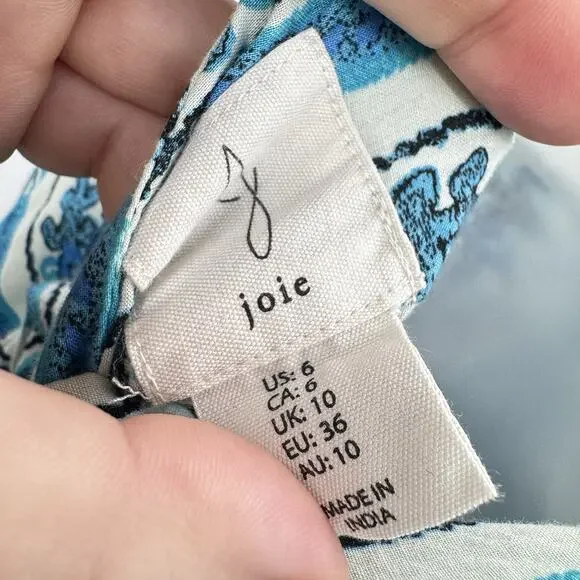 joie
US: 6
CA: 6
UK: 10
EU: 36
AU: 10
MADE IN
INDIA